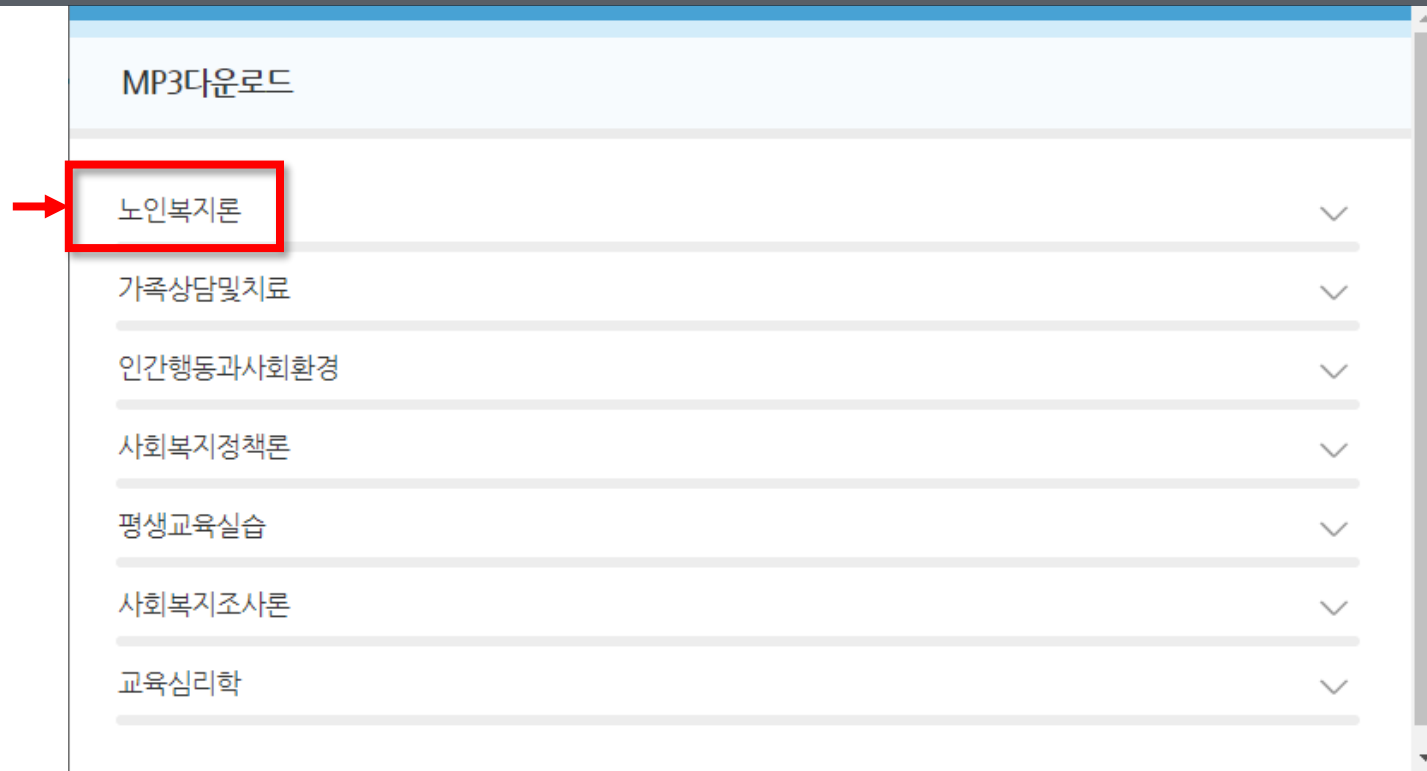 MP3다운로드
노인복지론
가족상담및치료
인간행동과사회환경
사회복지정책론
평생교육실습
사회복지조사론
교육심리학